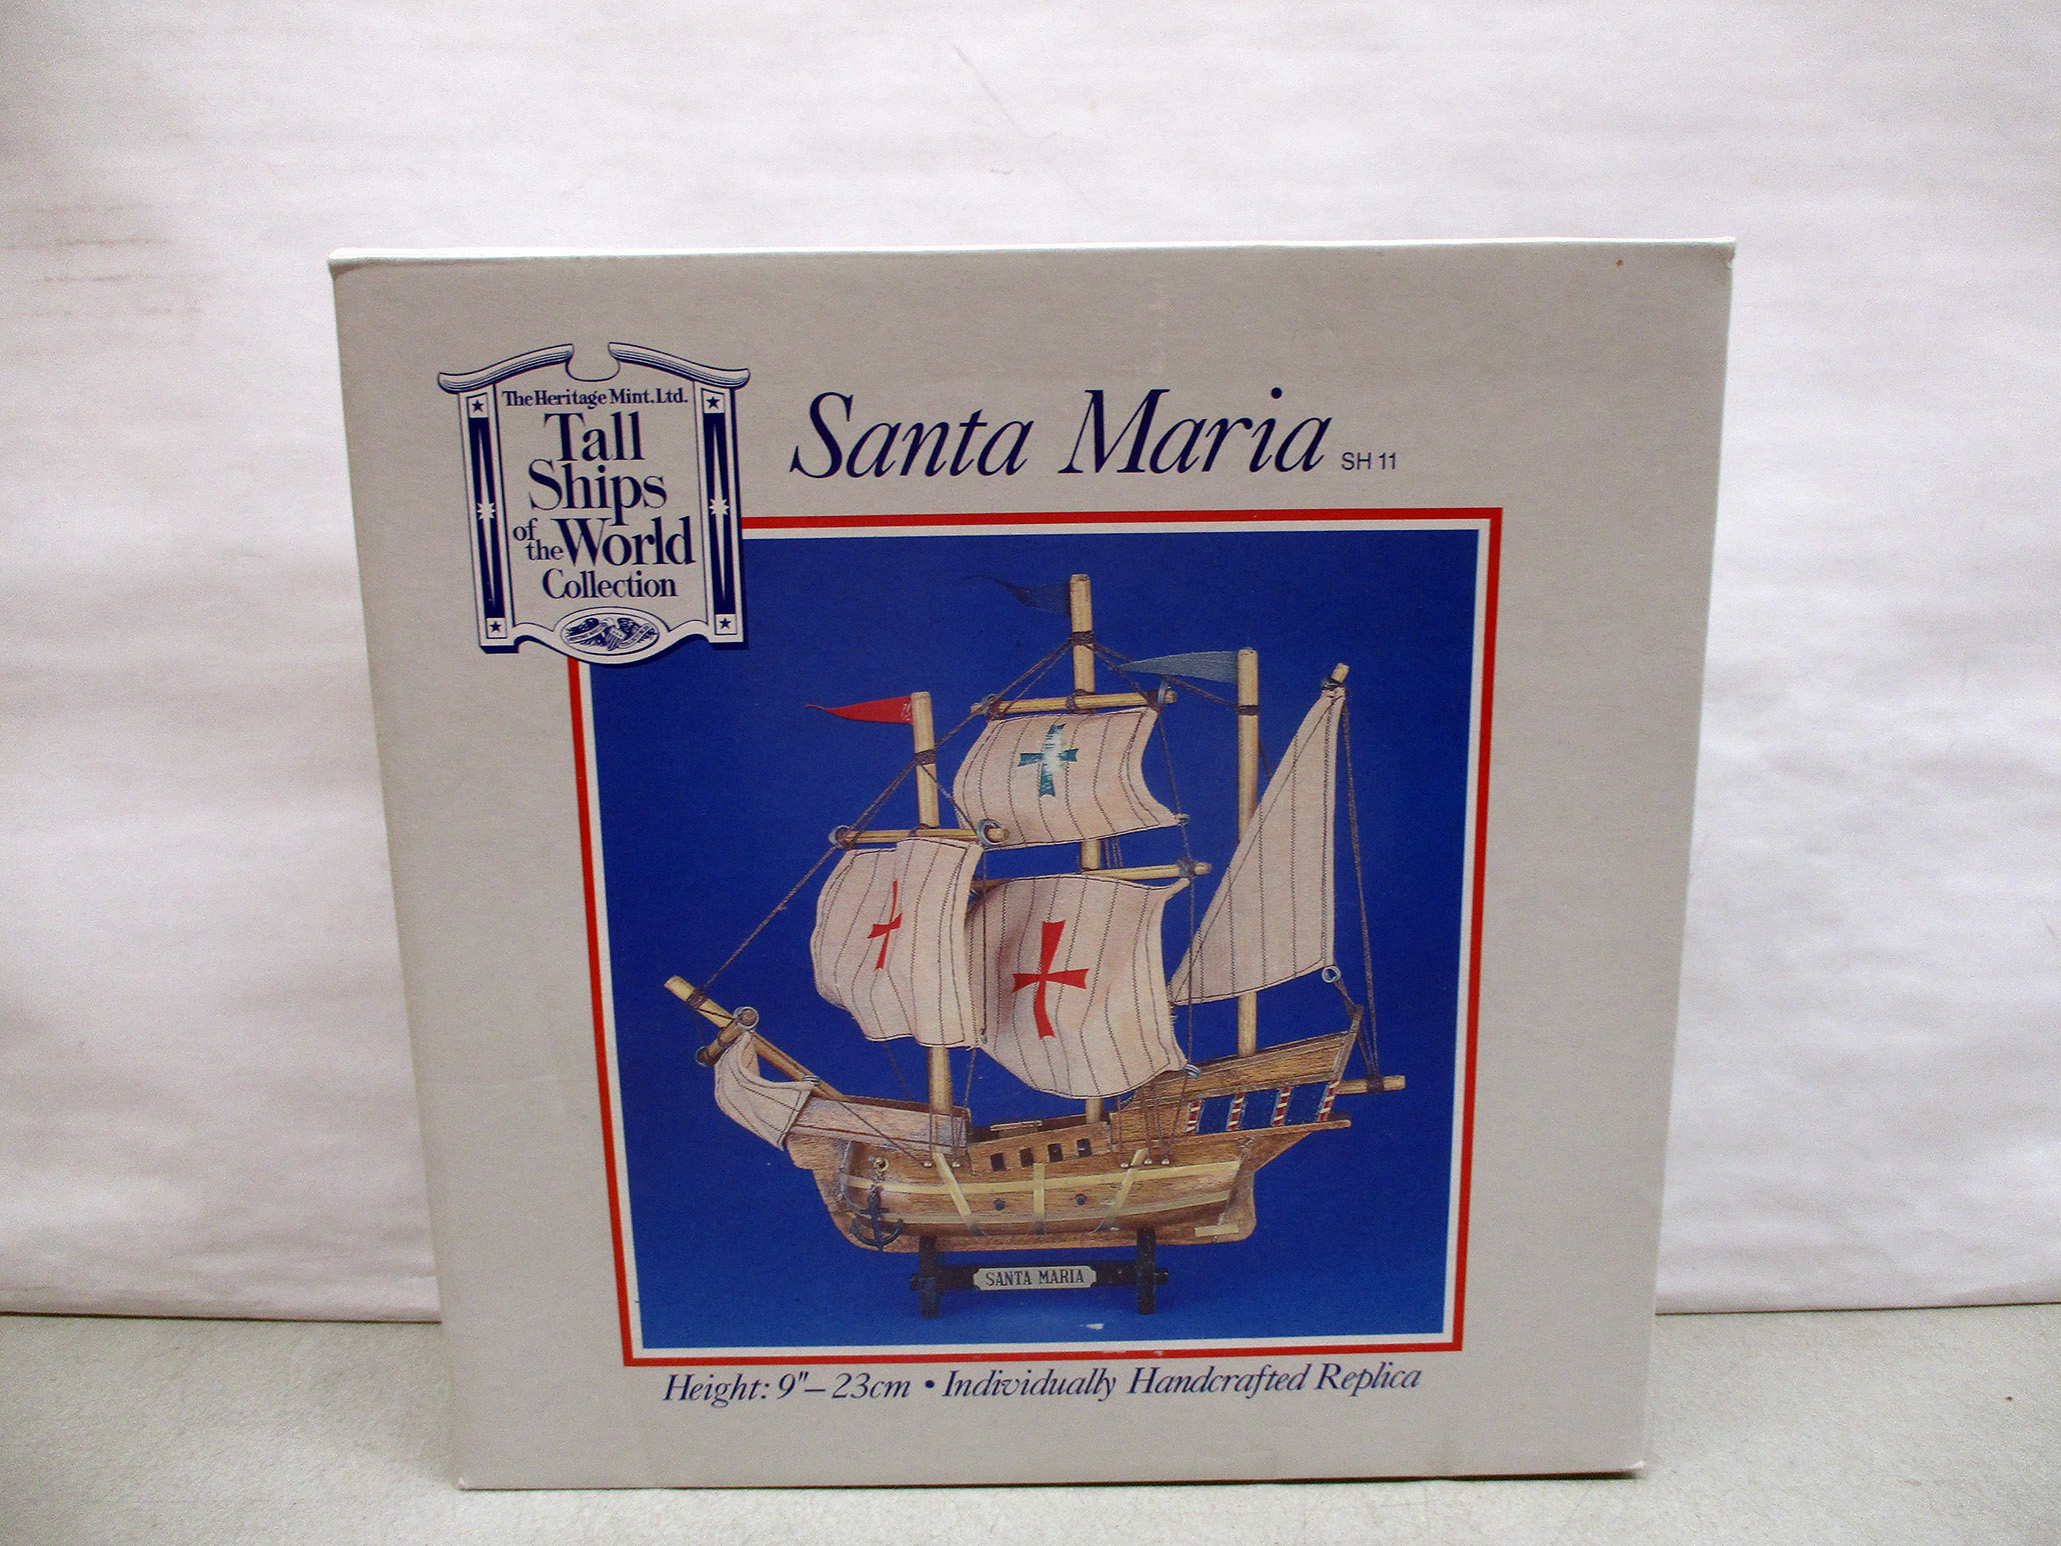 The Heritage Mint, Ltd.
Tall
Ships
of
the World
Collection
Santa Maria SH 11
SANTA MARIA
Height: 9"– 23cm • Individually Handcrafted Replica